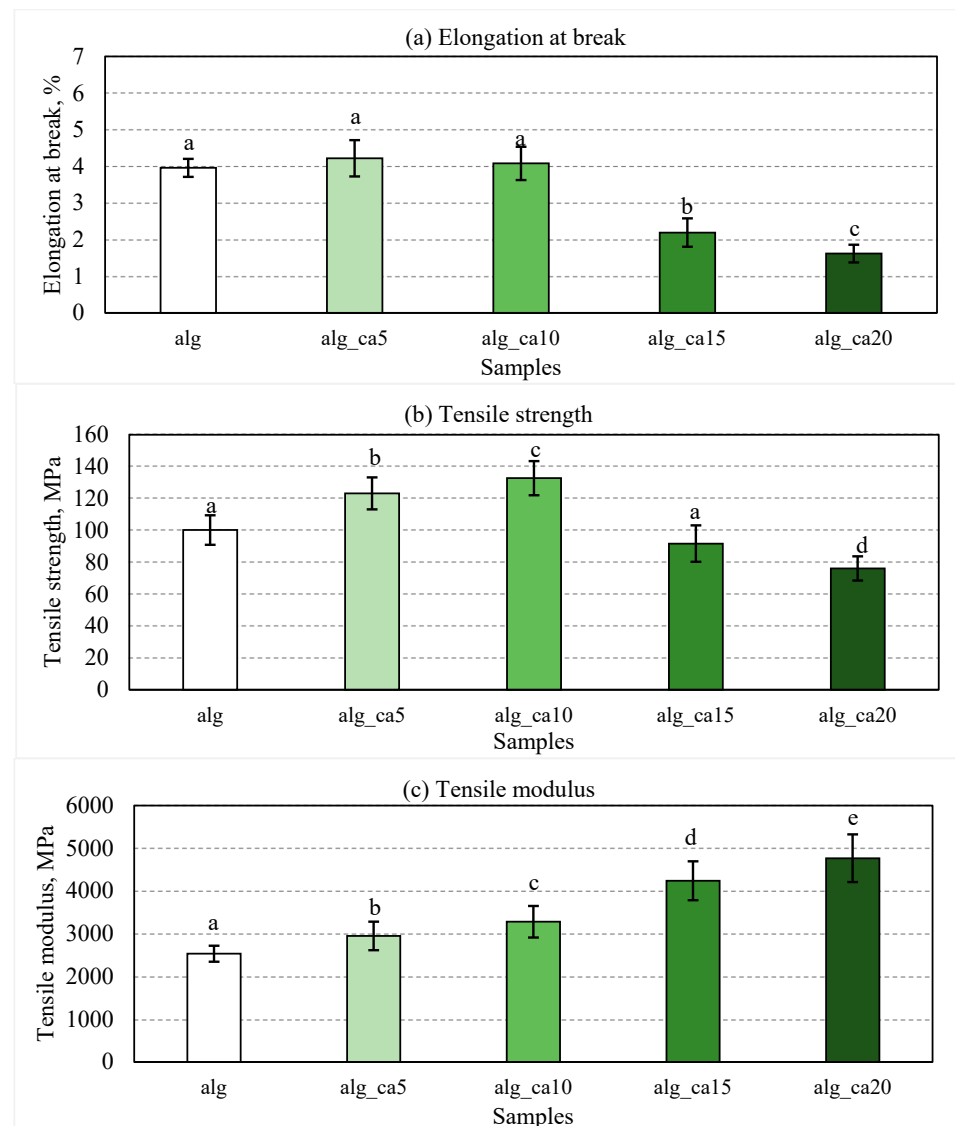 (a) Elongation at break
Elongation at break, %
7
6
5
4
3
2
1
0
a
a
a
b
c
alg
alg_ca5
alg_ca10
alg_ca15
alg_ca20
Samples
(b) Tensile strength
Tensile strength, MPa
160
140
120
100
80
60
40
20
0
a
b
c
a
d
alg
alg_ca5
alg_ca10
alg_ca15
alg_ca20
Samples
(c) Tensile modulus
Tensile modulus, MPa
6000
5000
4000
3000
2000
1000
0
a
b
c
d
e
alg
alg_ca5
alg_ca10
alg_ca15
alg_ca20
Samples